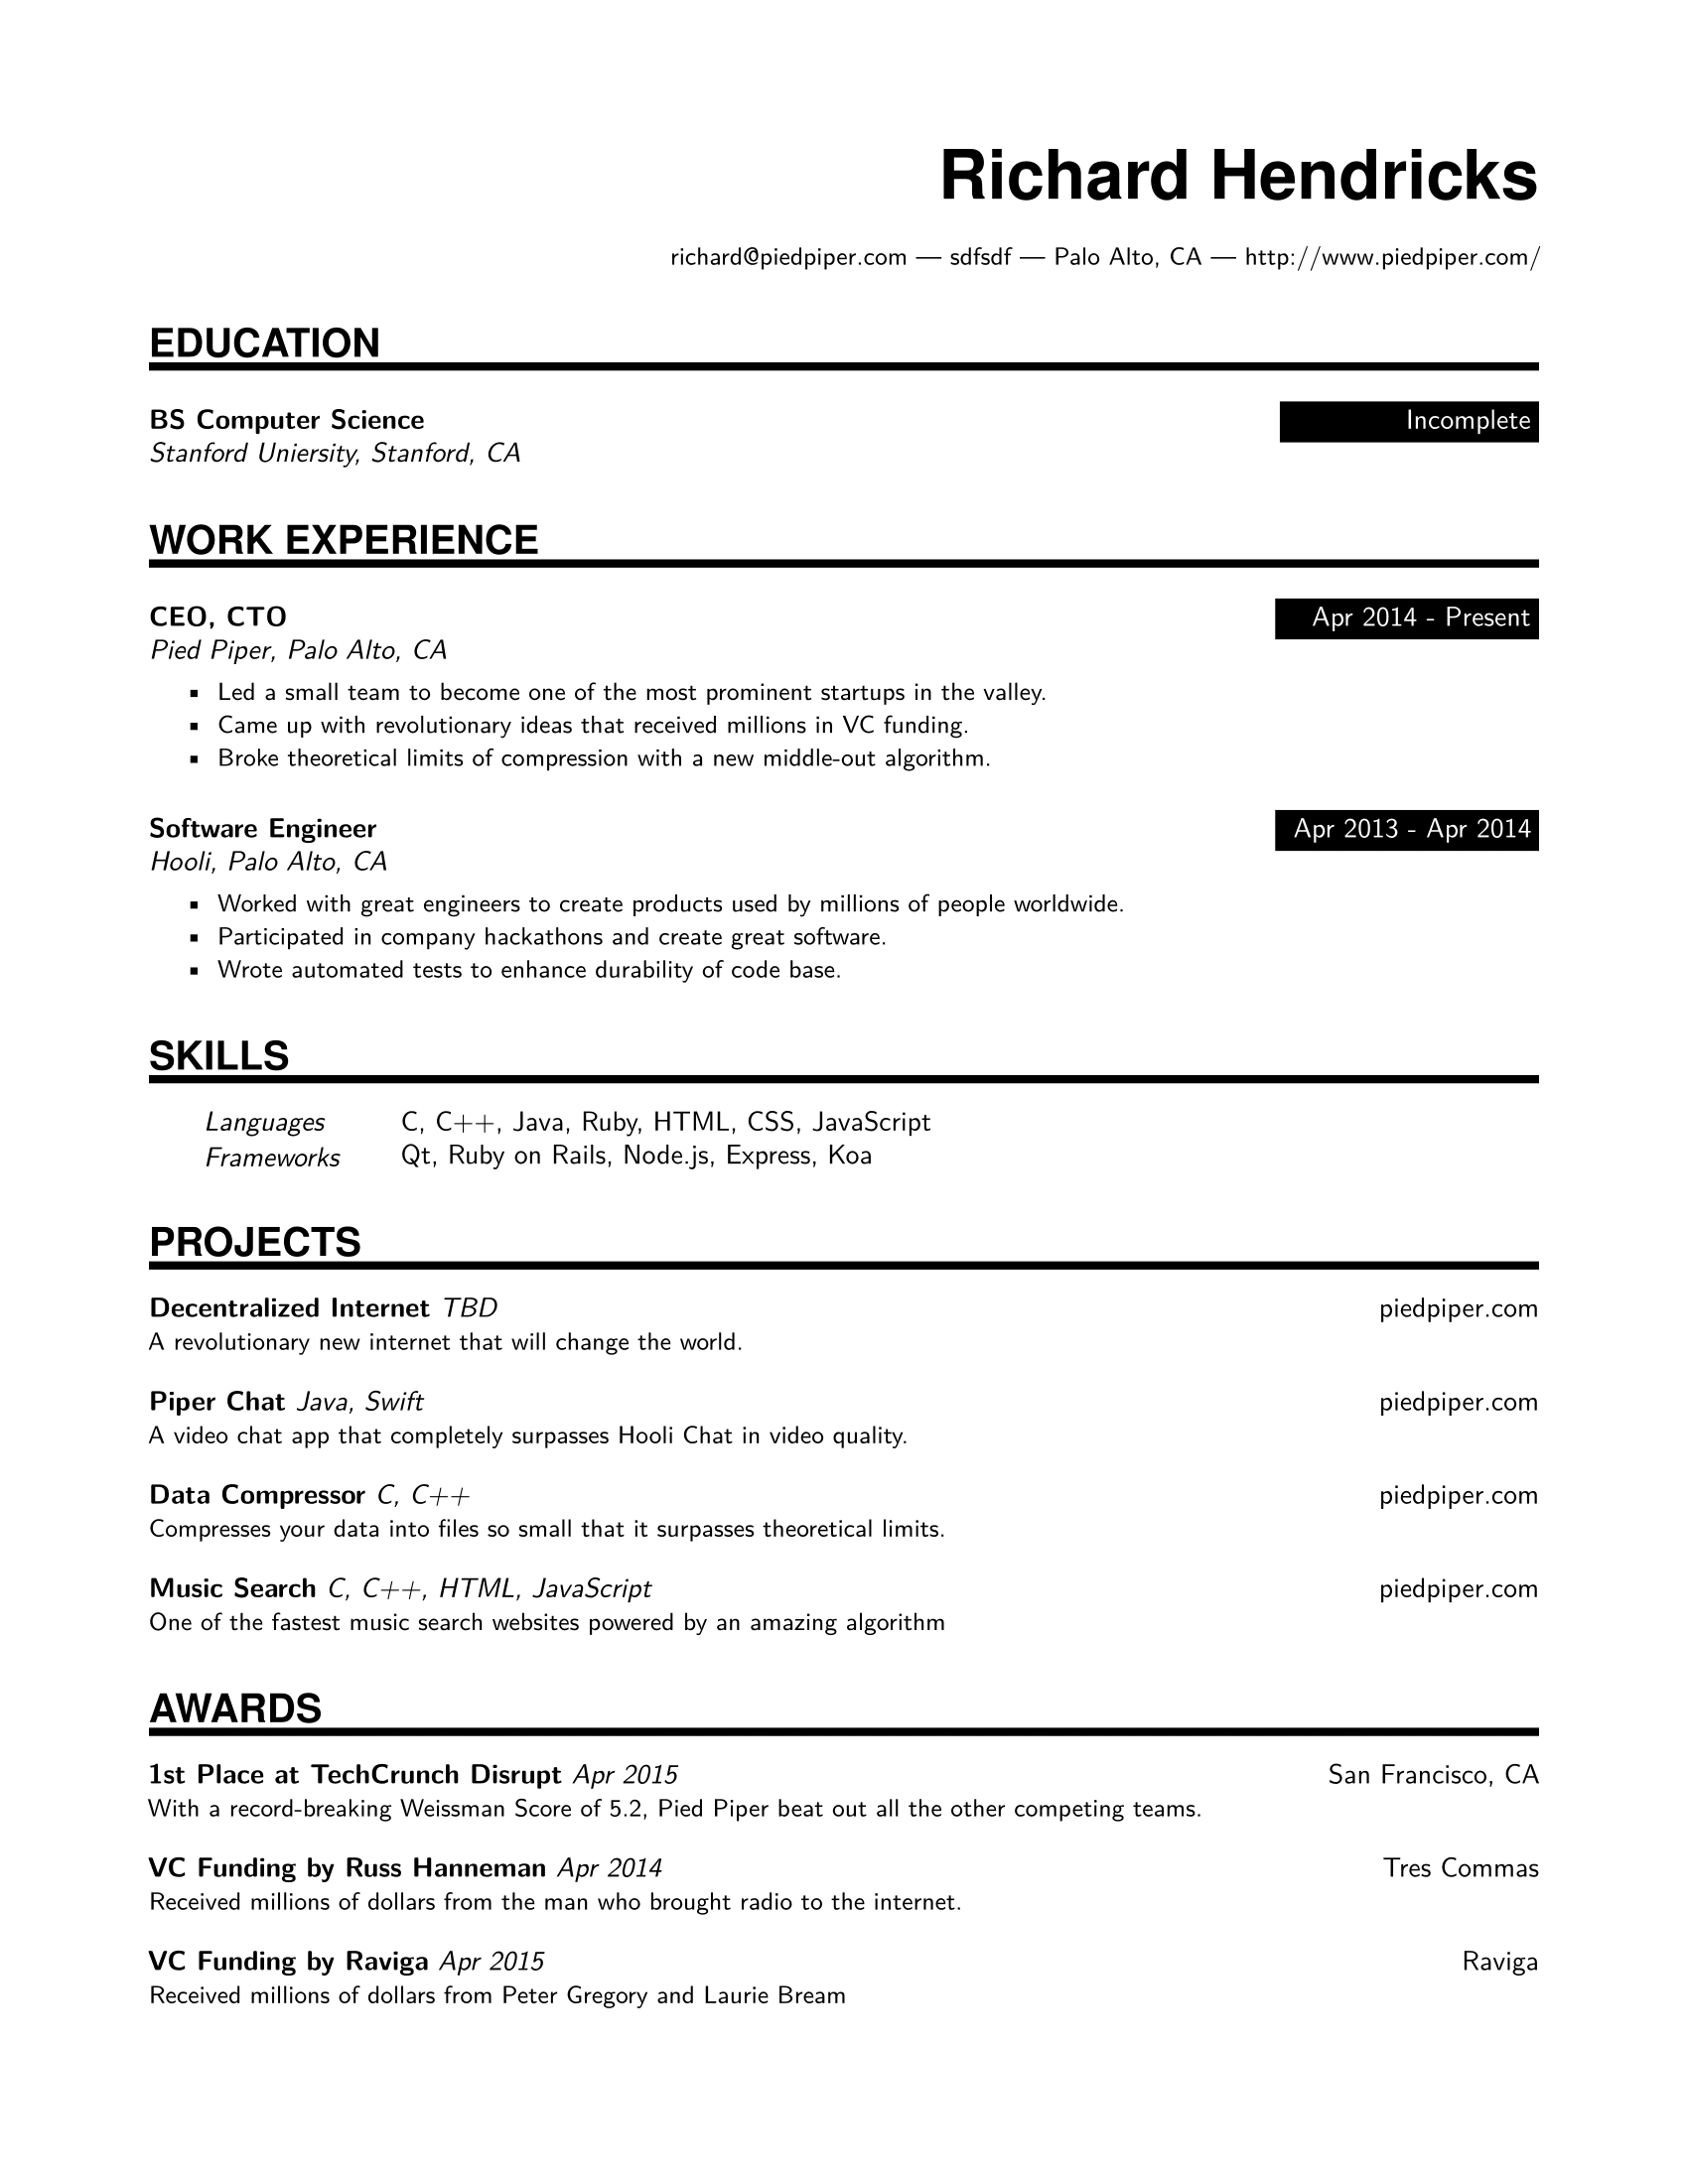 Richard Hendricks
richard@piedpiper.com — sdfsdf — Palo Alto, CA — http://www.piedpiper.com/
EDUCATION
BS Computer Science Incomplete
Stanford Uniersity, Stanford, CA
WORK EXPERIENCE
CEO, CTO Apr 2014 - Present
Pied Piper, Palo Alto, CA
▪ Led a small team to become one of the most prominent startups in the valley.
▪ Came up with revolutionary ideas that received millions in VC funding.
▪ Broke theoretical limits of compression with a new middle-out algorithm.
Software Engineer Apr 2013 - Apr 2014
Hooli, Palo Alto, CA
▪ Worked with great engineers to create products used by millions of people worldwide.
▪ Participated in company hackathons and create great software.
▪ Wrote automated tests to enhance durability of code base.
SKILLS
Languages C, C++, Java, Ruby, HTML, CSS, JavaScript
Frameworks Qt, Ruby on Rails, Node.js, Express, Koa
PROJECTS
Decentralized Internet TBD piedpiper.com
A revolutionary new internet that will change the world.
Piper Chat Java, Swift piedpiper.com
A video chat app that completely surpasses Hooli Chat in video quality.
Data Compressor C, C++ piedpiper.com
Compresses your data into files so small that it surpasses theoretical limits.
Music Search C, C++, HTML, JavaScript piedpiper.com
One of the fastest music search websites powered by an amazing algorithm
AWARDS
1st Place at TechCrunch Disrupt Apr 2015 San Francisco, CA
With a record-breaking Weissman Score of 5.2, Pied Piper beat out all the other competing teams.
VC Funding by Russ Hanneman Apr 2014 Tres Commas
Received millions of dollars from the man who brought radio to the internet.
VC Funding by Raviga Apr 2015 Raviga
Received millions of dollars from Peter Gregory and Laurie Bream